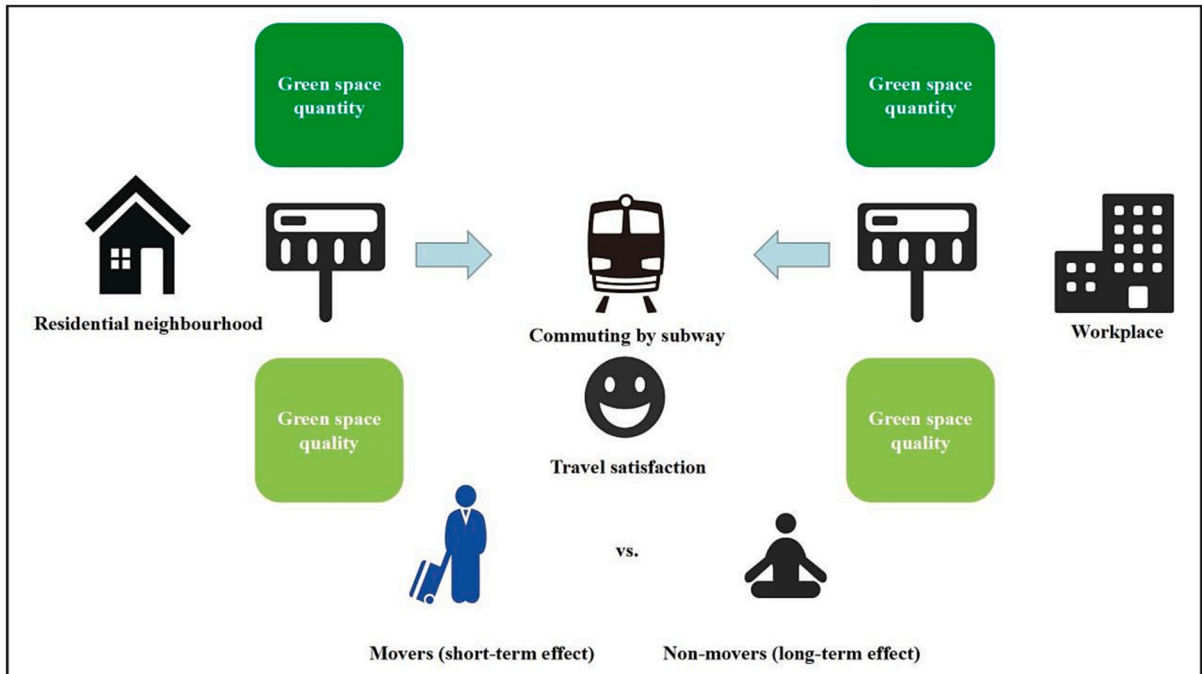 Green space
quantity
Green space
quantity
Residential neighbourhood
Commuting by subway
Workplace
Green space
quality
Green space
quality
Travel satisfaction
vs.
Movers (short-term effect)
Non-movers (long-term effect)